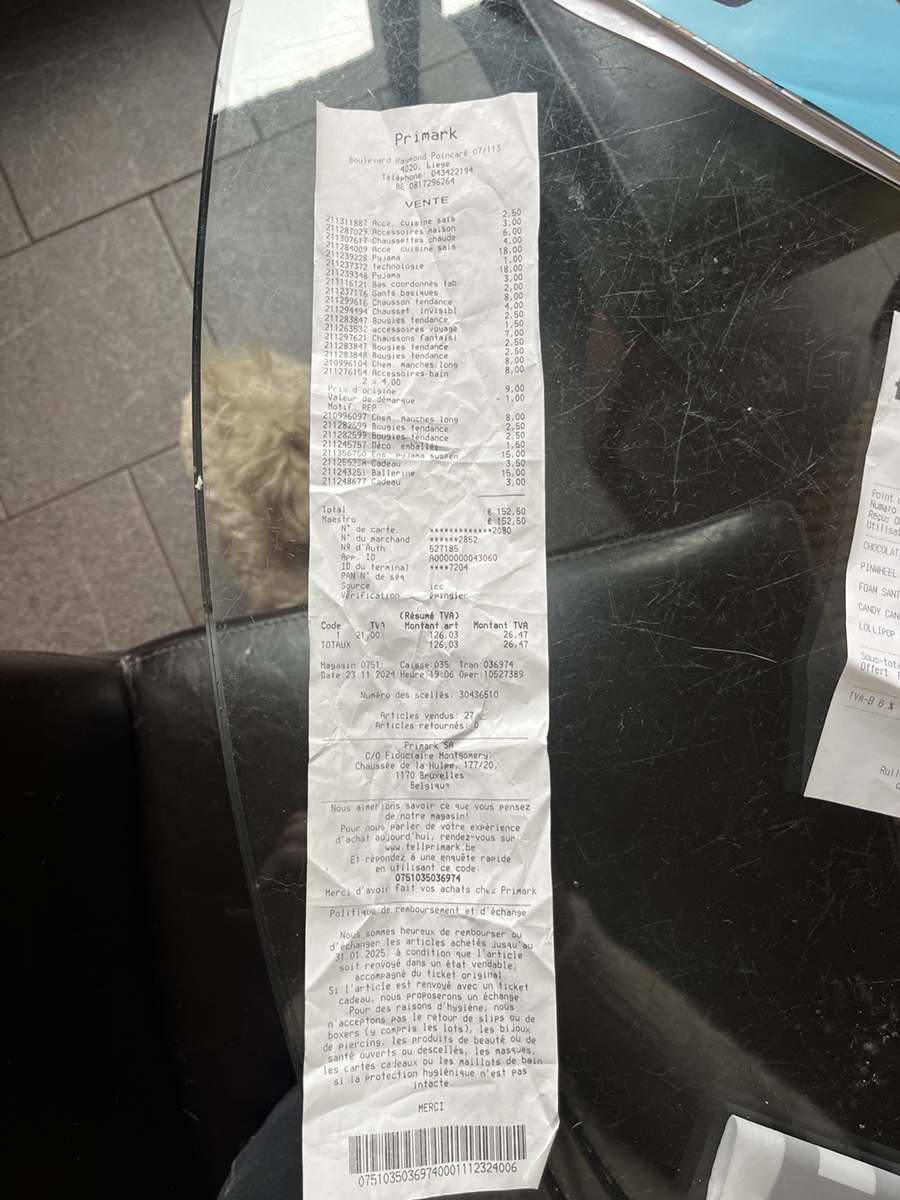 Primark
Boulevard Raymond Poincaré 07/113
4020, Liege
Téléphone: 043422194
BE 0817296264
VENTE
211311887 Acce. cuisine sais 2,50
211287029 Accessoires maison 3,00
211307617 Chaussettes chaude 6,00
211284009 Acce. cuisine sais 4,00
211239228 Pyjama 18,00
211237372 technologie 1,00
211239348 Pyjama 18,00
211116121 Bas coordonnés fab 3,00
211237176 Gants basiques 2,00
211299616 Chausson tendance 8,00
211294494 Chausset. invisibl 4,00
211283847 Bougies tendance 2,50
211263532 accessoires voyage 1,50
211297621 Chaussons fantaisi 7,00
211283847 Bougies tendance 2,50
211283848 Bougies tendance 2,50
210996104 Chem. manches long 8,00
211276154 Accessoires bain 8,00
2 x 4,00
Prix d'origine 9,00
Valeur de démarque - 1,00
Motif: REP
210996097 Chem. manches long 8,00
211282599 Bougies tendance 2,50
211282599 Bougies tendance 2,50
211245757 Déco emballée 1,50
211356750 Ens. pyjama suspen 15,00
211255238 Cadeau 3,50
211243251 Ballerine 15,00
211248677 Cadeau 3,00
Total € 152,50
Maestro € 152,50
N° de carte ************2080
N° du marchand ******2852
Nº d'Auth 527185
App. ID A0000000043060
ID du terminal ****7204
PAN N° de séq
Source icc
Vérification épingler
(Résumé TVA)
Code TVA Montant art Montant TVA
1 21,00% 126,03 26,47
TOTAUX 126,03 26,47
Magasin:0751 Caisse:035 Tran:036974
Date:23.11.2024 Heure:19:06 Oper:10527389
Numéro des scellés: 30436510
Articles vendus: 27
Articles retournés: 0
Primark SA
C/O Fiduciaire Montgomery,
Chaussée de la Hulpe, 177/20,
1170 Bruxelles
Belgique
Nous aimerions savoir ce que vous pensez
de notre magasin!
Pour nous parler de votre expérience
d'achat aujourd'hui, rendez-vous sur:
www.tellprimark.be
Et répondez à une enquête rapide
en utilisant ce code:
0751035036974
Merci d'avoir fait vos achats chez Primark
Politique de remboursement et d'échange
Nous sommes heureux de rembourser ou
d'échanger les articles achetés jusqu'au
31.01.2025, à condition que l'article
soit renvoyé dans un état vendable,
accompagné du ticket original.
Si l'article est renvoyé avec un ticket
cadeau, nous proposerons un échange.
Pour des raisons d'hygiène, nous
n'acceptons pas le retour de slips ou de
boxers (y compris les lots), les bijoux
de piercing, les produits de beauté ou de
santé ouverts ou descellés, les masques,
les cartes cadeaux ou les maillots de bain
si la protection hygiénique n'est pas
intacte.
MERCI
07510350369740001112324006
Point
Numero
Reçu:
Utilisat
CHOCOLAT
PINWHEEL
FOAM SANT
CANDY CAN
LOLLIPOP
Sous-tota
Offert
TVA-B 6 %